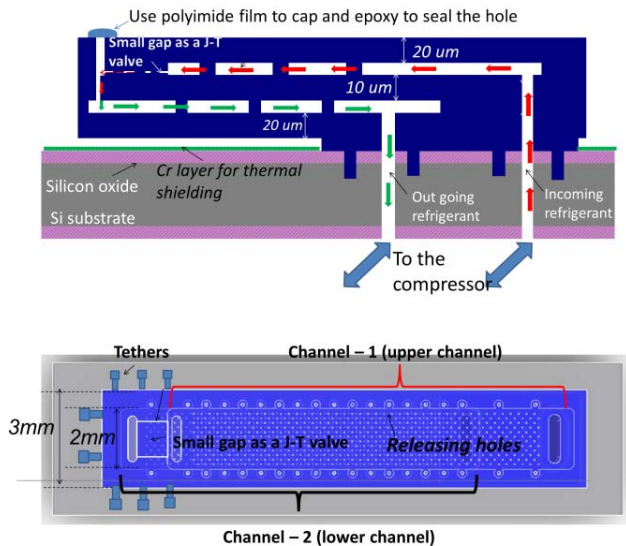 Use polyimide film to cap and epoxy to seal the hole
Small gap as a J-T
valve
20 um
10 um
20 um
Cr layer for thermal
shielding
Silicon oxide
Si substrate
Out going
refrigerant
Incoming
refrigerant
To the
compressor
Tethers
Channel – 1 (upper channel)
3mm
2mm
Small gap as a J-T valve
Releasing holes
Channel – 2 (lower channel)